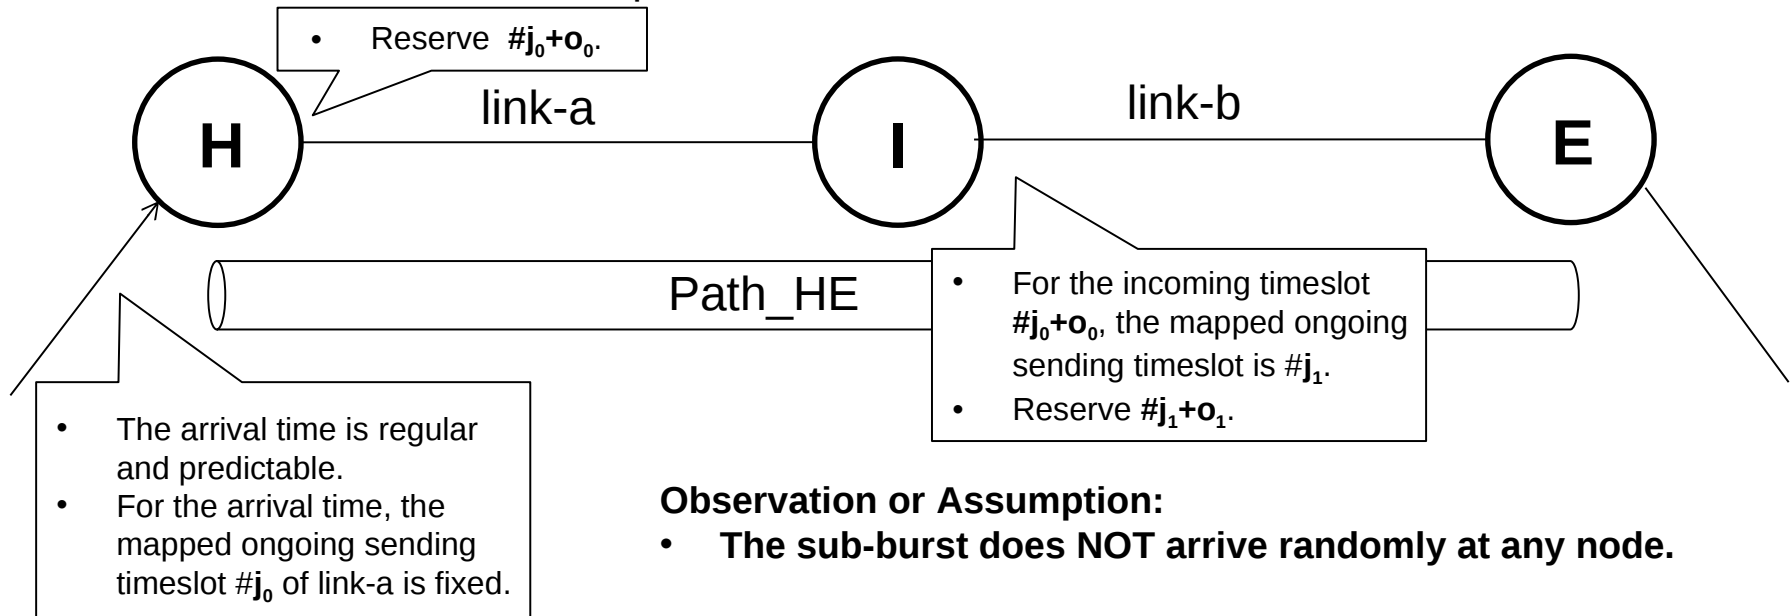 • Reserve #j₀+o₀.
link-a
link-b
H
I
E
Path_HE
• For the incoming timeslot
#j₀+o₀, the mapped ongoing
sending timeslot is #j₁.
• Reserve #j₁+o₁.
• The arrival time is regular
and predictable.
• For the arrival time, the
mapped ongoing sending
timeslot #j₀ of link-a is fixed.
Observation or Assumption:
• The sub-burst does NOT arrive randomly at any node.